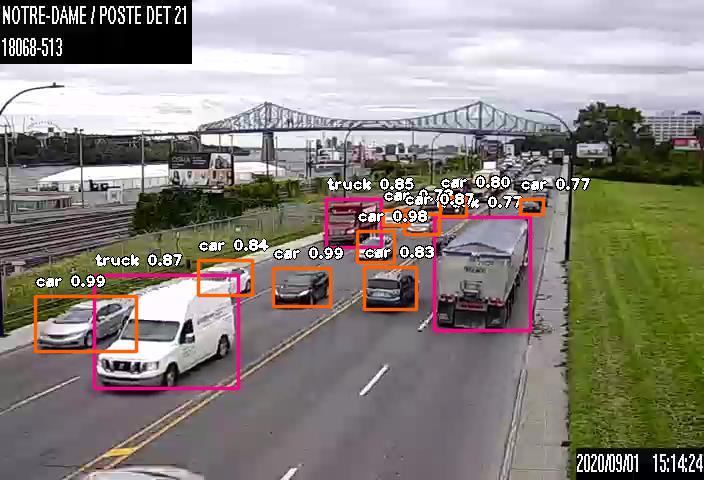 NOTRE-DAME / POSTE DET 21
18068-513
truck 0.85
car 0.80
car 0.77
car 0.87
0.77
car 0.98
car 0.84
car 0.99
car 0.83
truck 0.87
car 0.99
2020/09/01 15:14:24